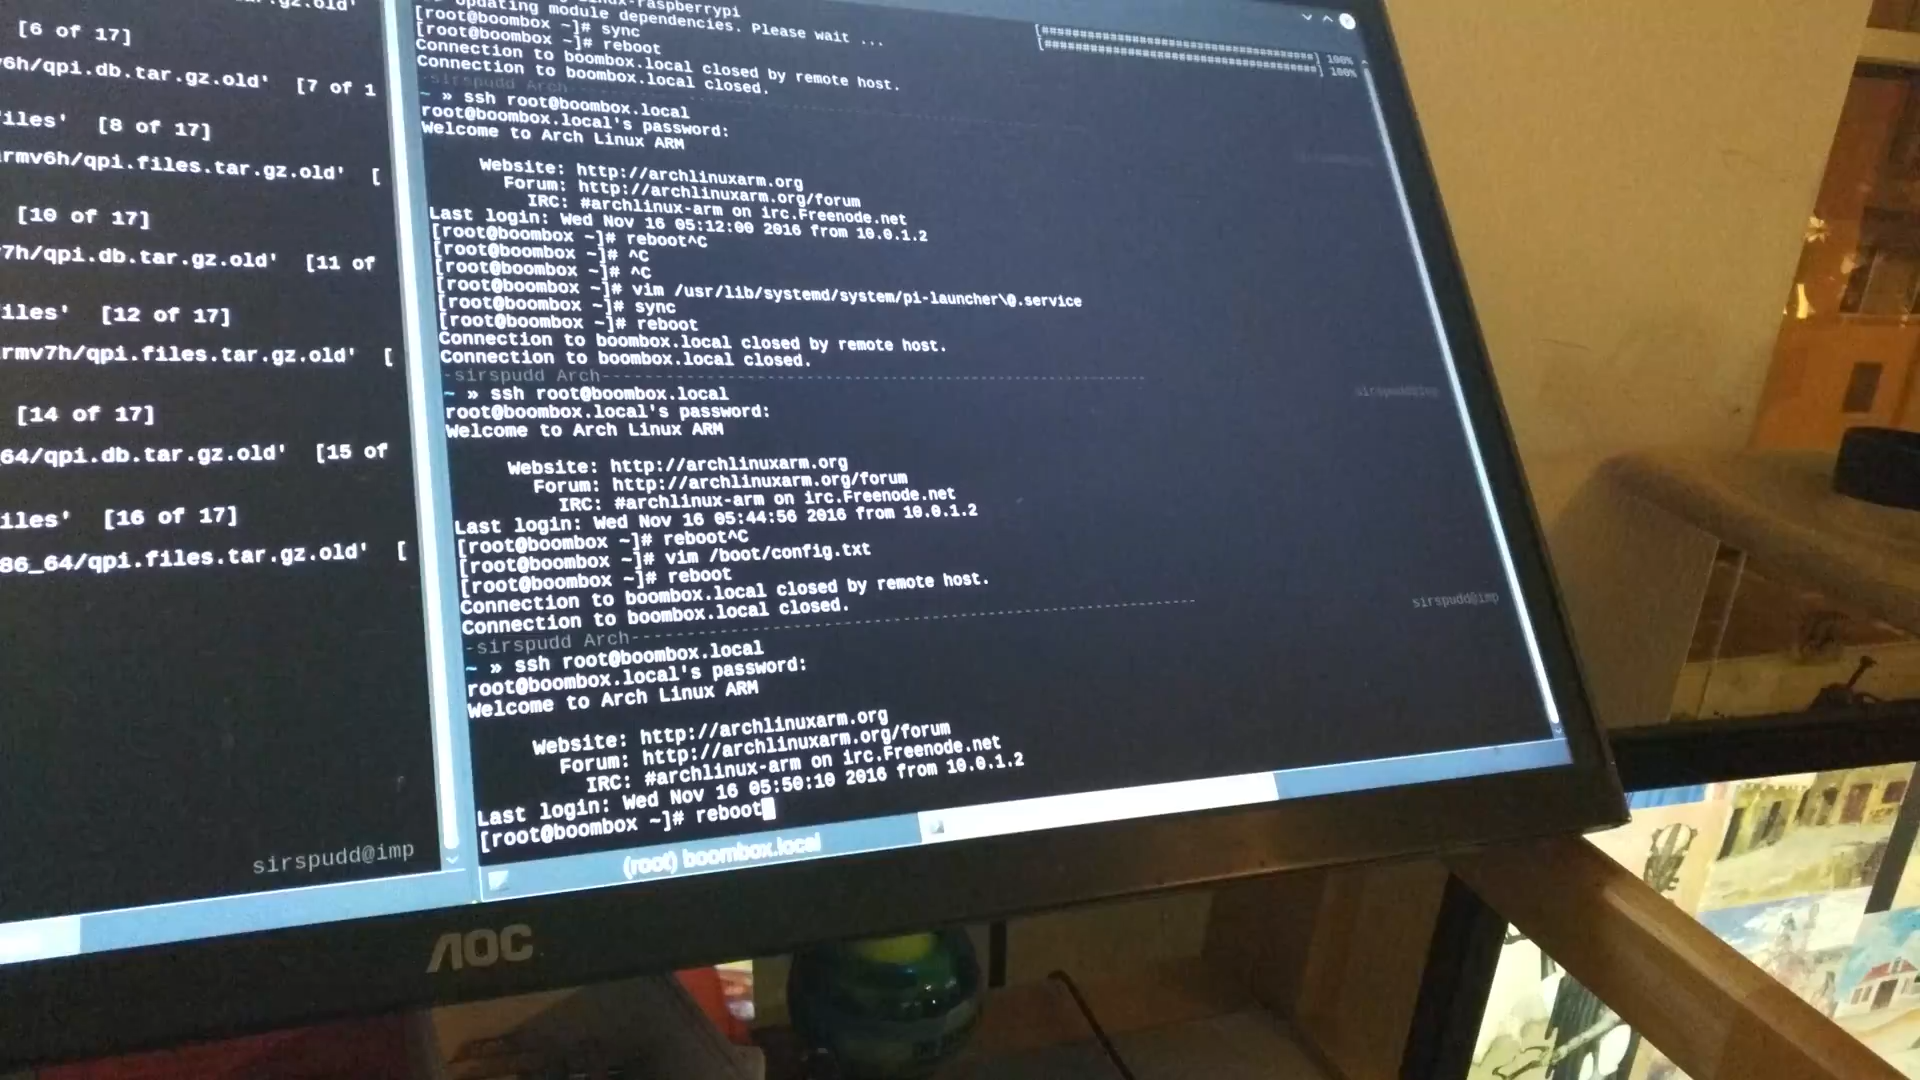 [6 of 17]
v6h/qpi.db.tar.gz.old' [7 of 1
iles' [8 of 17]
rmv6h/qpi.files.tar.gz.old' [
[10 of 17]
7h/qpi.db.tar.gz.old' [11 of
iles' [12 of 17]
rmv7h/qpi.files.tar.gz.old' [
[14 of 17]
64/qpi.db.tar.gz.old' [15 of
iles' [16 of 17]
86_64/qpi.files.tar.gz.old' [
sirspudd@imp
updating module dependencies. Please wait ...
[root@boombox ~]# sync
[root@boombox ~]# reboot
Connection to boombox.local closed by remote host.
Connection to boombox.local closed.
-sirspudd Arch
~ » ssh root@boombox.local
root@boombox.local's password:
Welcome to Arch Linux ARM
Website: http://archlinuxarm.org
Forum: http://archlinuxarm.org/forum
IRC: #archlinux-arm on irc.Freenode.net
Last login: Wed Nov 16 05:12:00 2016 from 10.0.1.2
[root@boombox ~]# reboot^C
[root@boombox ~]# ^C
[root@boombox ~]# ^C
[root@boombox ~]# vim /usr/lib/systemd/system/pi-launcher\@.service
[root@boombox ~]# sync
[root@boombox ~]# reboot
Connection to boombox.local closed by remote host.
Connection to boombox.local closed.
-sirspudd Arch---------- sirspudd@imp
~ » ssh root@boombox.local
root@boombox.local's password:
Welcome to Arch Linux ARM
Website: http://archlinuxarm.org
Forum: http://archlinuxarm.org/forum
IRC: #archlinux-arm on irc.Freenode.net
Last login: Wed Nov 16 05:44:56 2016 from 10.0.1.2
[root@boombox ~]# reboot^C
[root@boombox ~]# vim /boot/config.txt
[root@boombox ~]# reboot
Connection to boombox.local closed by remote host.
Connection to boombox.local closed.
-sirspudd Arch---------- sirspudd@imp
~ » ssh root@boombox.local
root@boombox.local's password:
Welcome to Arch Linux ARM
Website: http://archlinuxarm.org
Forum: http://archlinuxarm.org/forum
IRC: #archlinux-arm on irc.Freenode.net
Last login: Wed Nov 16 05:50:10 2016 from 10.0.1.2
[root@boombox ~]# reboot
(root) boombox.local
AOC